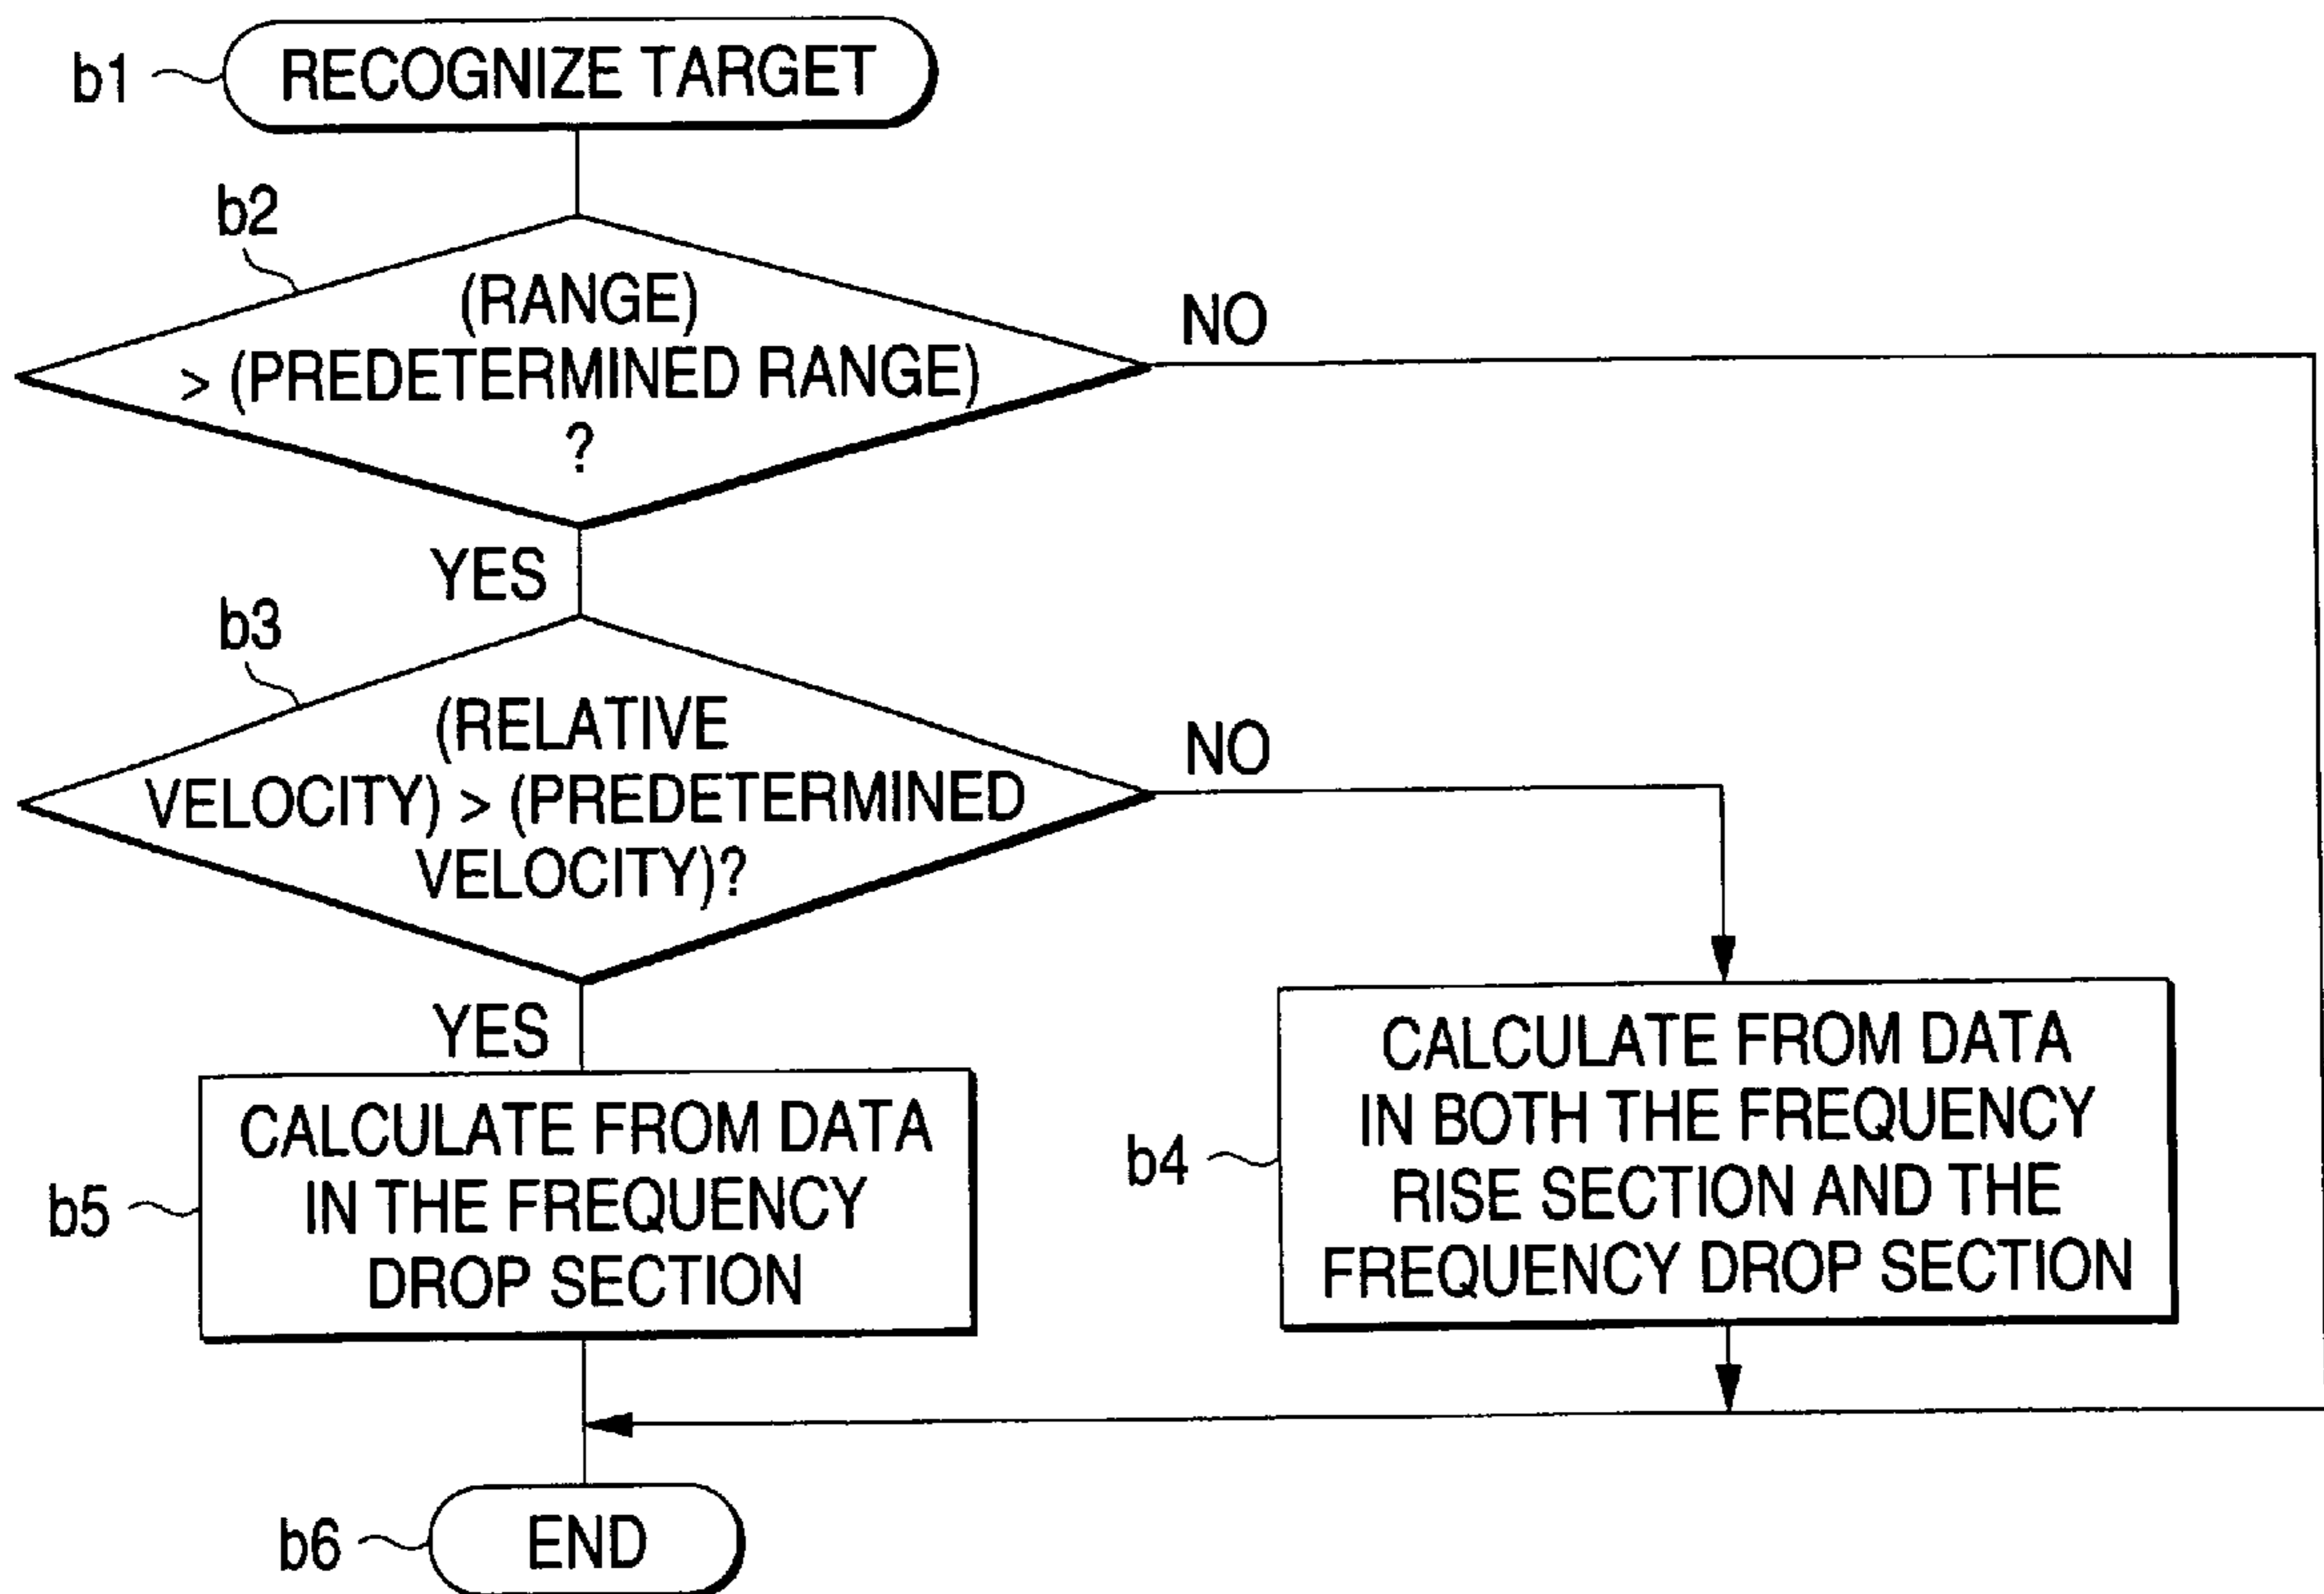 b1
RECOGNIZE TARGET
b2
(RANGE)
> (PREDETERMINED RANGE)
?
NO
YES
b3
(RELATIVE
VELOCITY) > (PREDETERMINED
VELOCITY)?
NO
YES
b5
CALCULATE FROM DATA
IN THE FREQUENCY
DROP SECTION
b4
CALCULATE FROM DATA
IN BOTH THE FREQUENCY
RISE SECTION AND THE
FREQUENCY DROP SECTION
b6
END